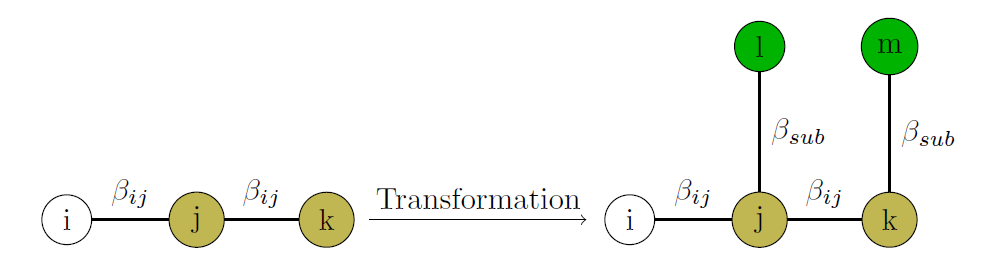 l m
β_sub β_sub
β_ij β_ij Transformation β_ij β_ij
i j k i j k